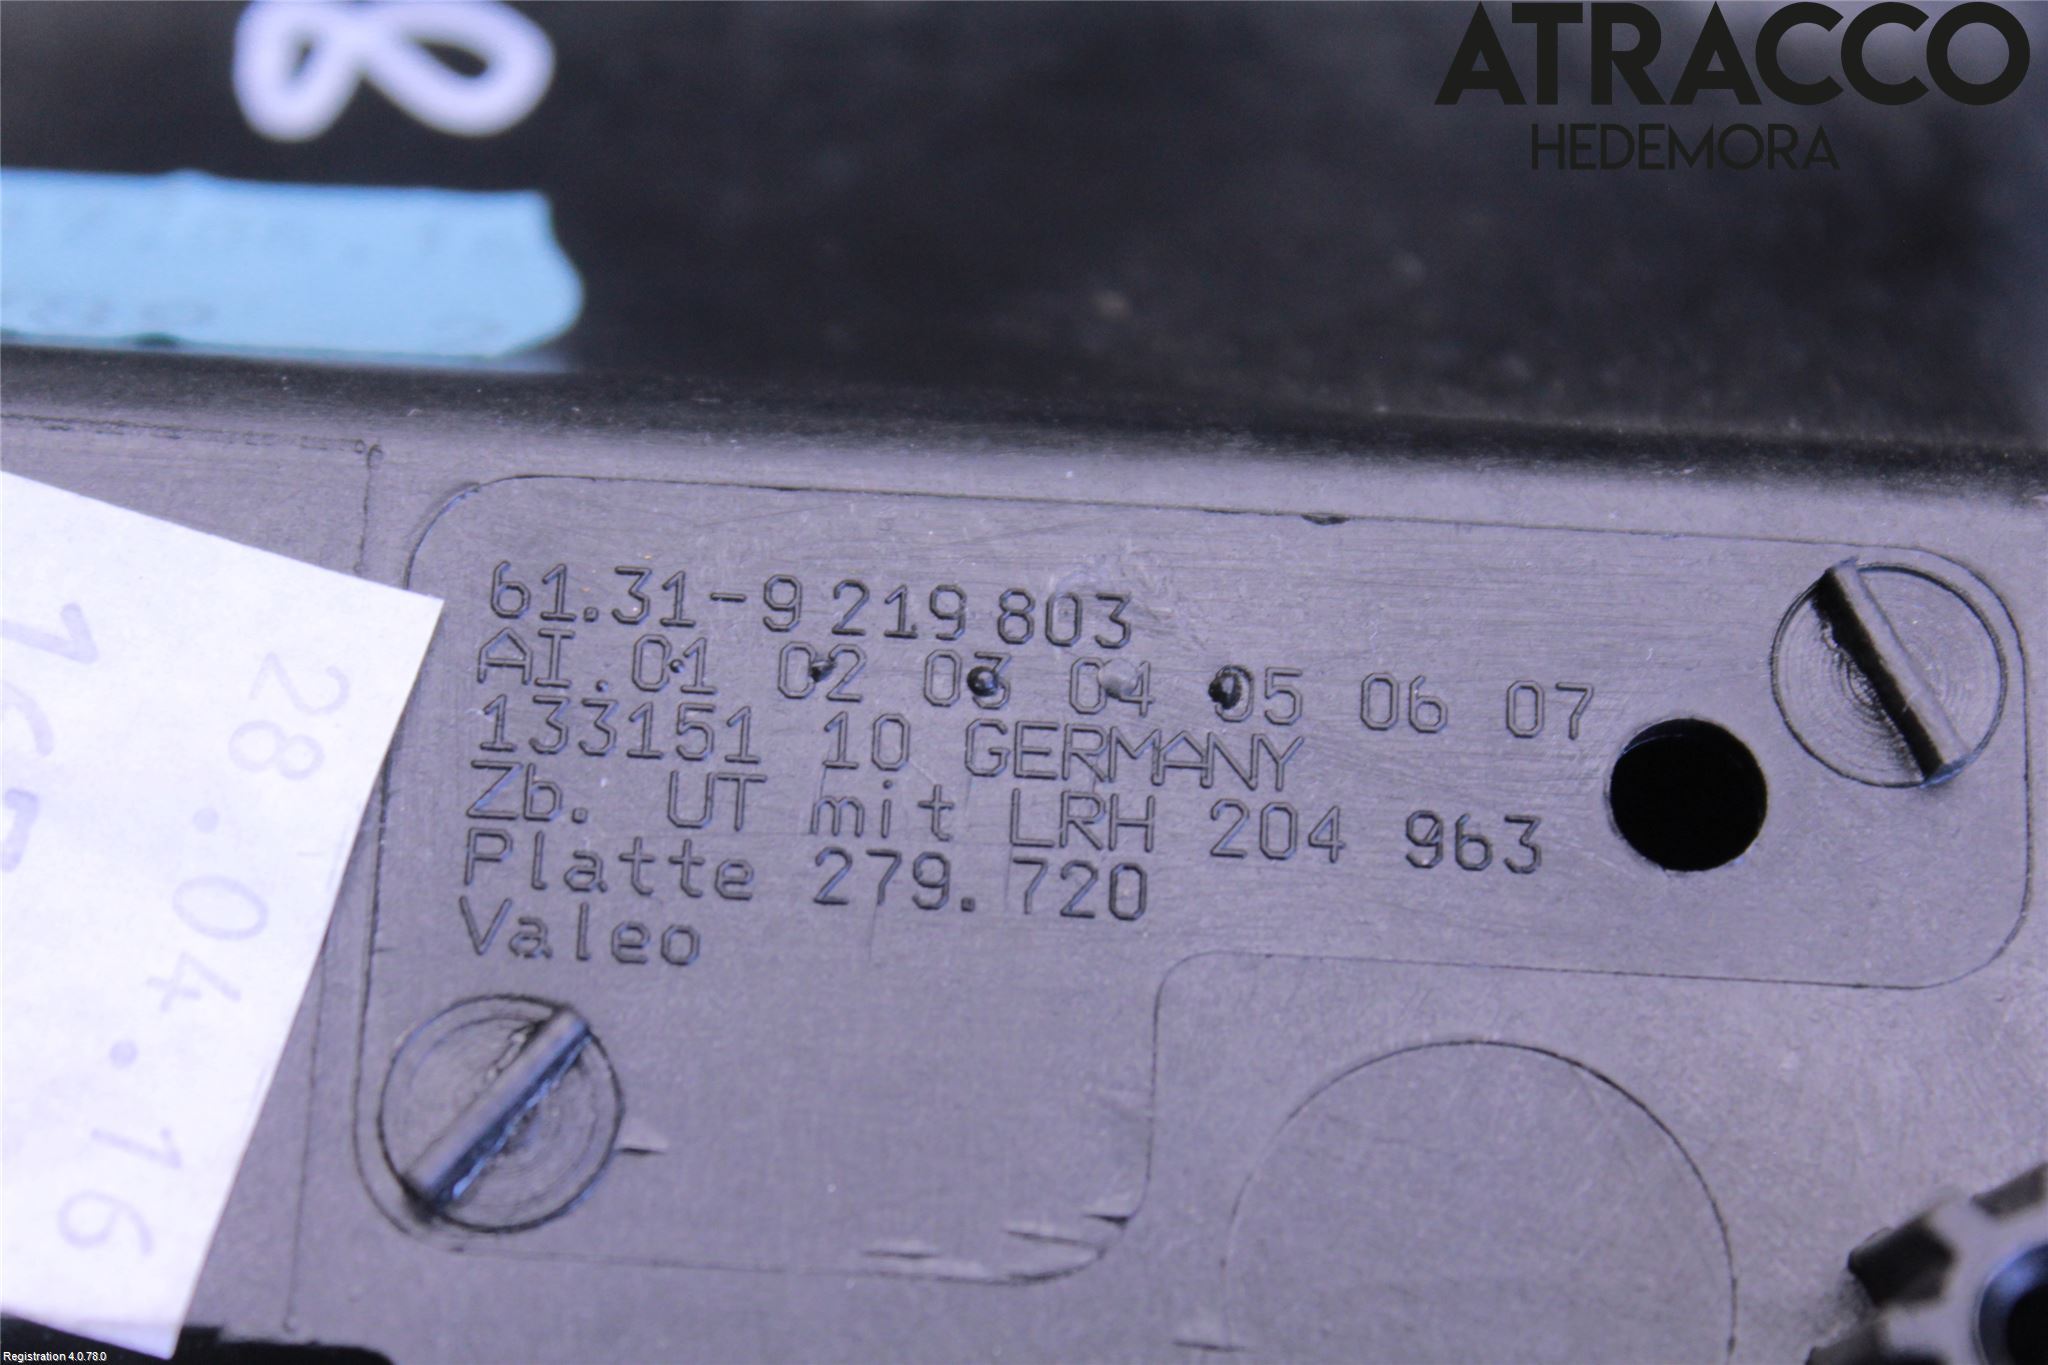 ATRACCO
HEDEMORA
8
61.31-9 219 803
AI.01 02 03 04 05 06 07
133151 10 GERMANY
Zb. UT mit LRH 204 963
Platte 279.720
Valeo
28.04.16
Registration 4.0.78.0